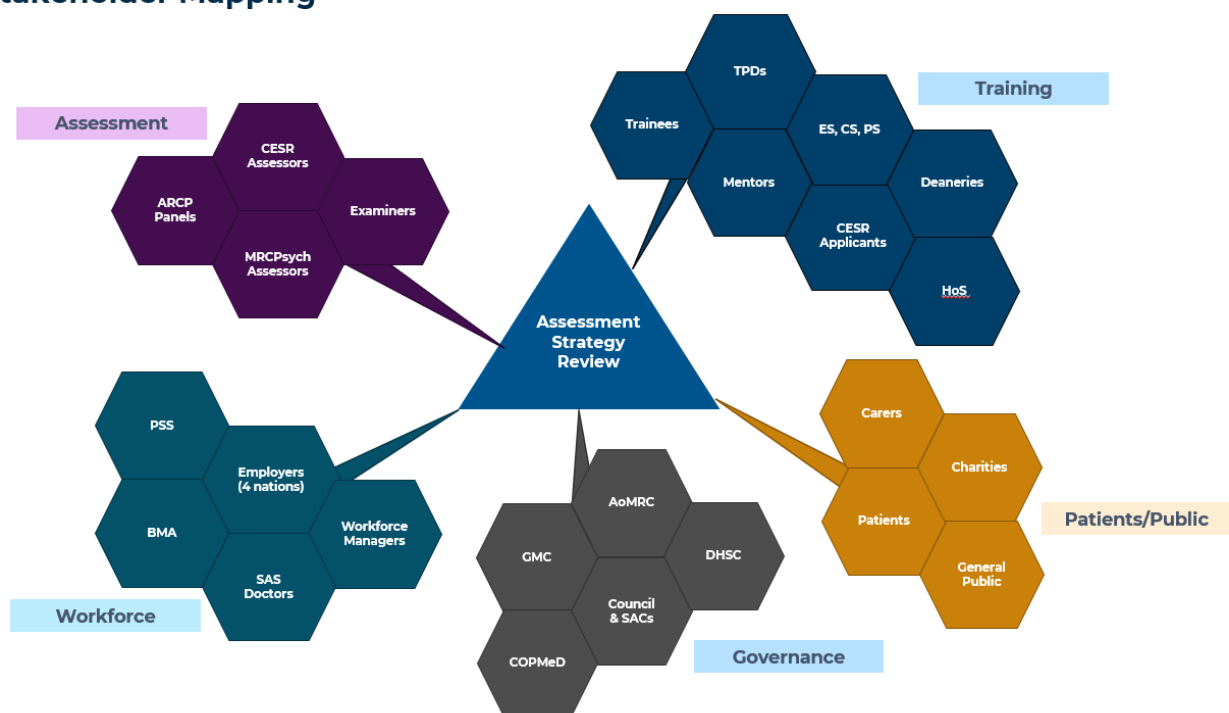 takeholder Mapping
Assessment
CESR
Assessors
ARCP
Panels
Examiners
MRCPsych
Assessors
Training
TPDs
Trainees
ES, CS, PS
Mentors
Deaneries
CESR
Applicants
HoS
Assessment
Strategy
Review
PSS
Employers
(4 nations)
BMA
Workforce
Managers
SAS
Doctors
Workforce
AoMRC
GMC
DHSC
Council
& SACs
COPMeD
Governance
Carers
Charities
Patients
General
Public
Patients/Public